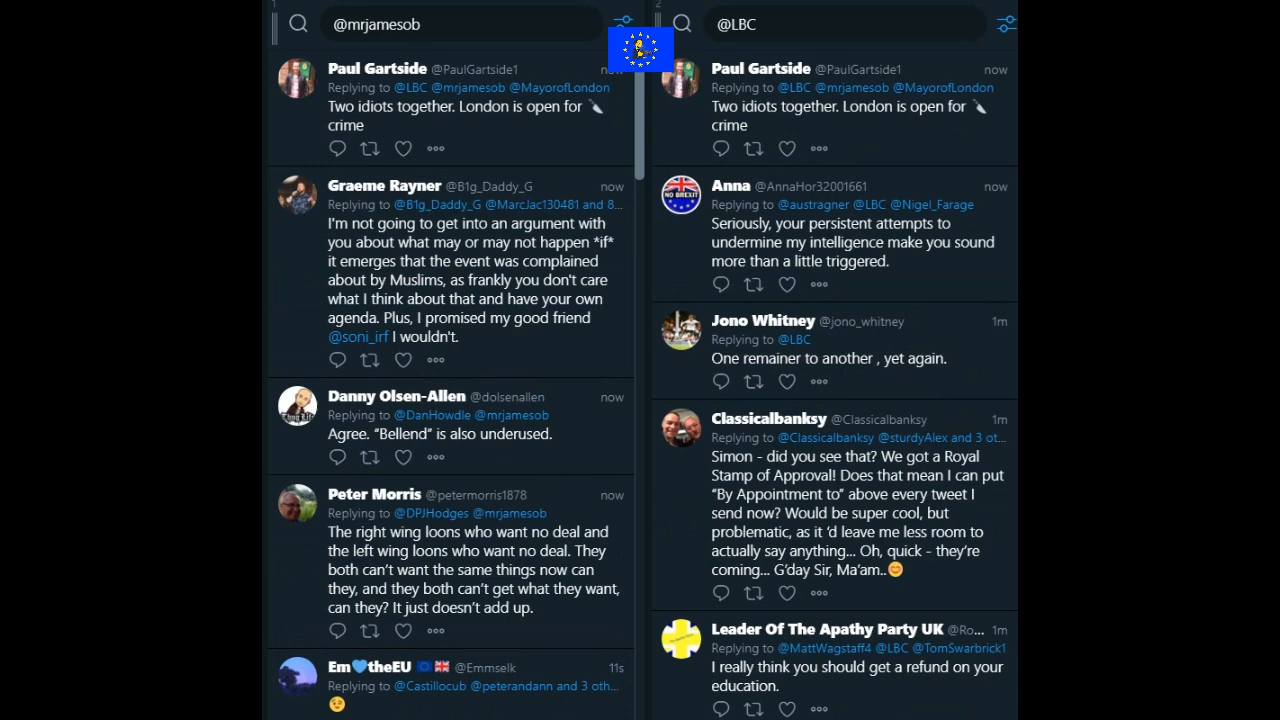 1
@mrjamesob
Paul Gartside @PaulGartside1 now
Replying to @LBC @mrjamesob @MayorofLondon
Two idiots together. London is open for 🔪
crime
Graeme Rayner @B1g_Daddy_G now
Replying to @B1g_Daddy_G @MarcJac130481 and 8...
I'm not going to get into an argument with
you about what may or may not happen *if*
it emerges that the event was complained
about by Muslims, as frankly you don't care
what I think about that and have your own
agenda. Plus, I promised my good friend
@soni_irf I wouldn't.
Danny Olsen-Allen @dolsenallen now
Replying to @DanHowdle @mrjamesob
Agree. “Bellend” is also underused.
Peter Morris @petermorris1878 now
Replying to @DPJHodges @mrjamesob
The right wing loons who want no deal and
the left wing loons who want no deal. They
both can’t want the same things now can
they, and they both can’t get what they want,
can they? It just doesn’t add up.
Em💙theEU 🇪🇺 🇬🇧 @Emmselk 11s
Replying to @Castillocub @peterandann and 3 oth...
😉
2
@LBC
Paul Gartside @PaulGartside1 now
Replying to @LBC @mrjamesob @MayorofLondon
Two idiots together. London is open for 🔪
crime
NO BREXIT
Anna @AnnaHor32001661 now
Replying to @austragner @LBC @Nigel_Farage
Seriously, your persistent attempts to
undermine my intelligence make you sound
more than a little triggered.
Jono Whitney @jono_whitney 1m
Replying to @LBC
One remainer to another , yet again.
Classicalbanksy @Classicalbanksy 1m
Replying to @Classicalbanksy @sturdyAlex and 3 ot...
Simon - did you see that? We got a Royal
Stamp of Approval! Does that mean I can put
“By Appointment to” above every tweet I
send now? Would be super cool, but
problematic, as it ‘d leave me less room to
actually say anything... Oh, quick - they’re
coming... G’day Sir, Ma’am..😊
Leader Of The Apathy Party UK @Ro... 1m
Replying to @MattWagstaff4 @LBC @TomSwarbrick1
I really think you should get a refund on your
education.